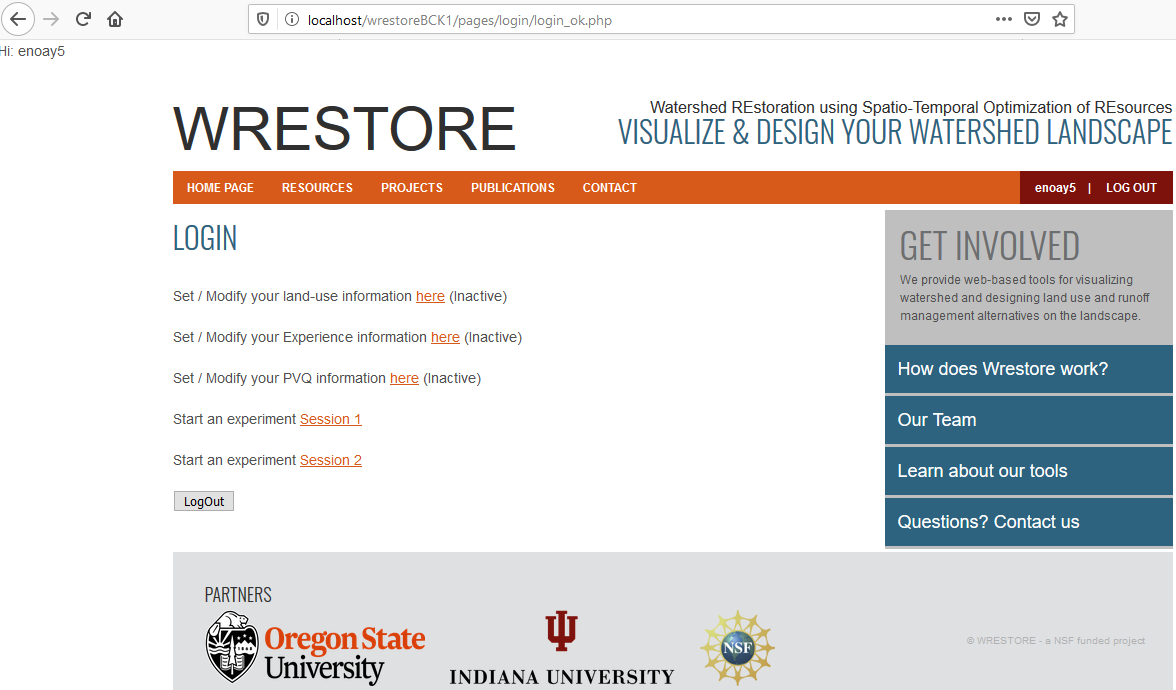 localhost/wrestoreBCK1/pages/login/login_ok.php
Hi: enoay5
WRESTORE
Watershed REstoration using Spatio-Temporal Optimization of REsources
VISUALIZE & DESIGN YOUR WATERSHED LANDSCAPE
HOME PAGE RESOURCES PROJECTS PUBLICATIONS CONTACT enoay5 | LOG OUT
LOGIN
Set / Modify your land-use information here (Inactive)
Set / Modify your Experience information here (Inactive)
Set / Modify your PVQ information here (Inactive)
Start an experiment Session 1
Start an experiment Session 2
LogOut
GET INVOLVED
We provide web-based tools for visualizing
watershed and designing land use and runoff
management alternatives on the landscape.
How does Wrestore work?
Our Team
Learn about our tools
Questions? Contact us
PARTNERS
Oregon State
University
INDIANA UNIVERSITY
NSF
© WRESTORE - a NSF funded project